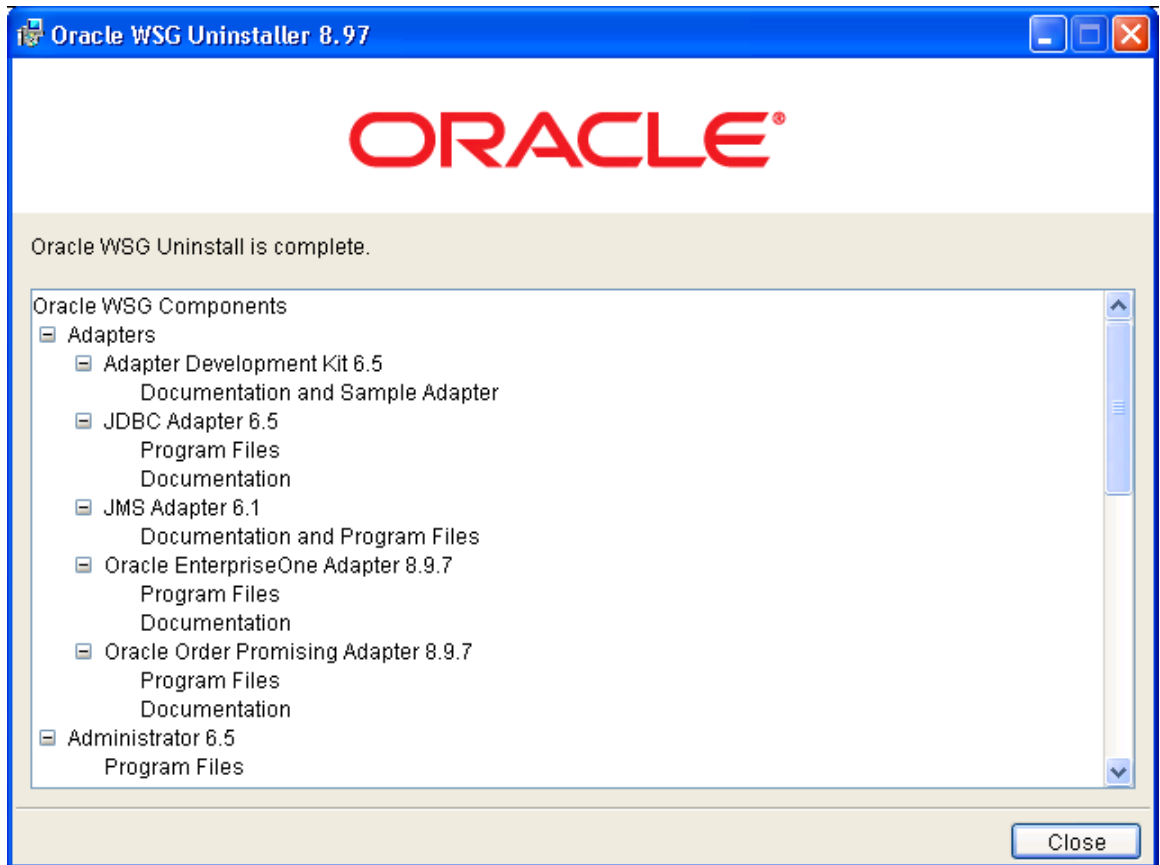 Oracle WSG Uninstaller 8.97
ORACLE®
Oracle WSG Uninstall is complete.
Oracle WSG Components
Adapters
Adapter Development Kit 6.5
Documentation and Sample Adapter
JDBC Adapter 6.5
Program Files
Documentation
JMS Adapter 6.1
Documentation and Program Files
Oracle EnterpriseOne Adapter 8.9.7
Program Files
Documentation
Oracle Order Promising Adapter 8.9.7
Program Files
Documentation
Administrator 6.5
Program Files
Close